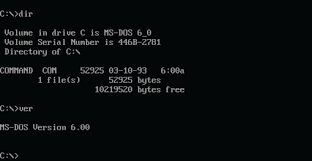 C:\>dir
Volume in drive C is MS-DOS 6_0
Volume Serial Number is 446B-2781
Directory of C:\
COMMAND  COM     52925 03-10-93   6:00a
1 file(s)      52925 bytes
10219520 bytes free
C:\>ver
MS-DOS Version 6.00
C:\>